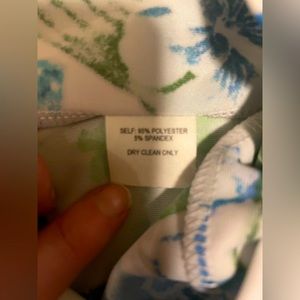 SELF: 95% POLYESTER
5% SPANDEX
DRY CLEAN ONLY